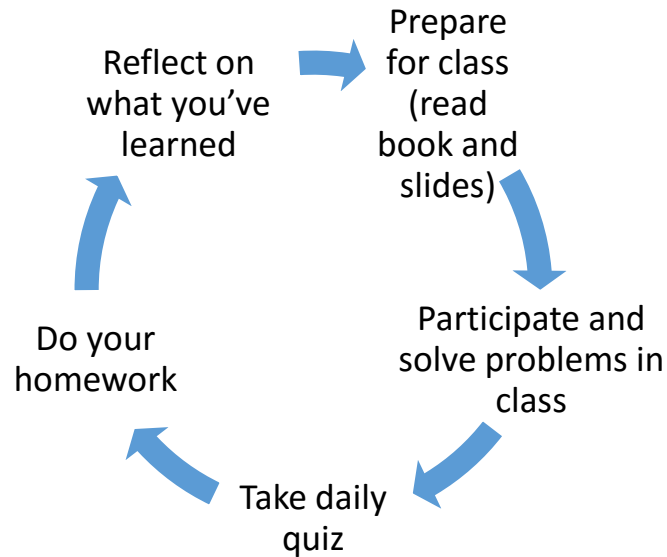 Prepare
for class
(read
book and
slides)
Participate and
solve problems in
class
Take daily
quiz
Do your
homework
Reflect on
what you've
learned